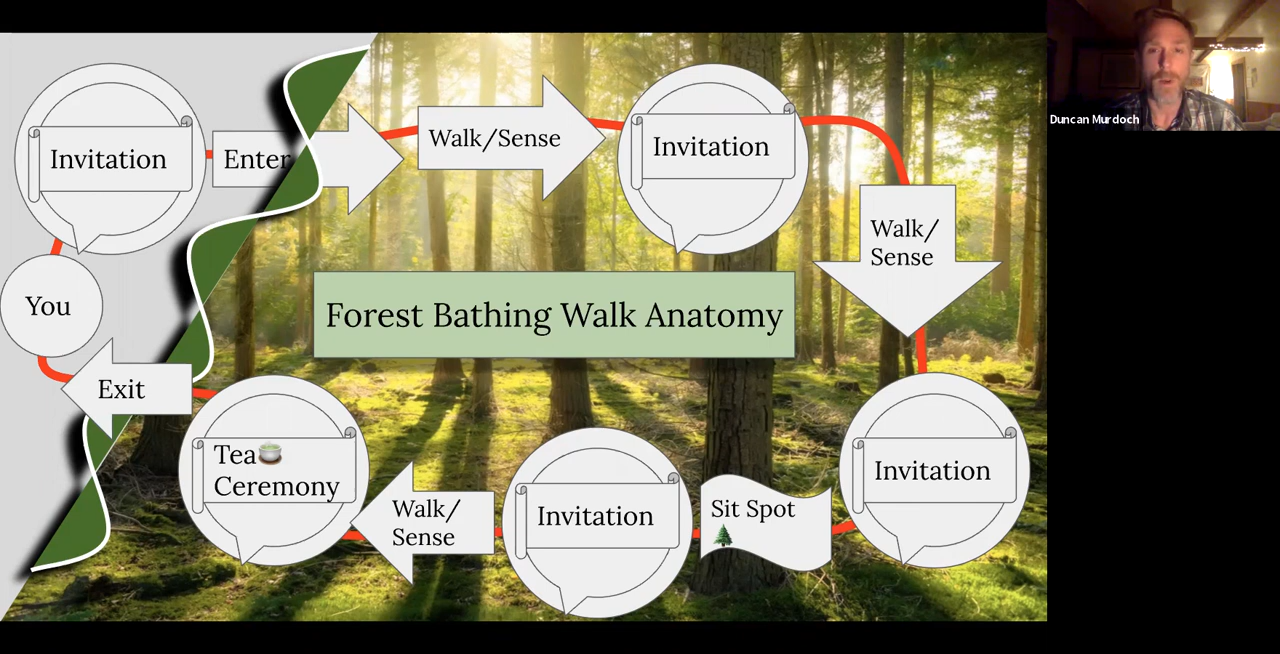 Invitation
Enter
Walk/Sense
Invitation
Walk/
Sense
Duncan Murdoch
You
Forest Bathing Walk Anatomy
Exit
Tea
Ceremony
Walk/
Sense
Invitation
Sit Spot
Invitation